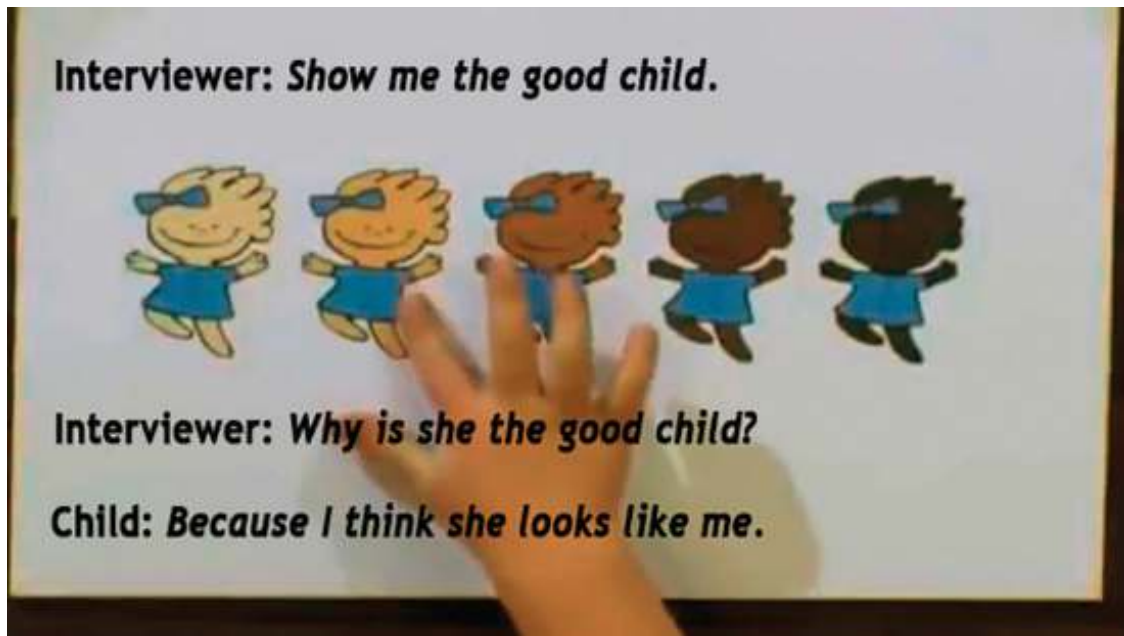 Interviewer: Show me the good child.
Interviewer: Why is she the good child?
Child: Because I think she looks like me.